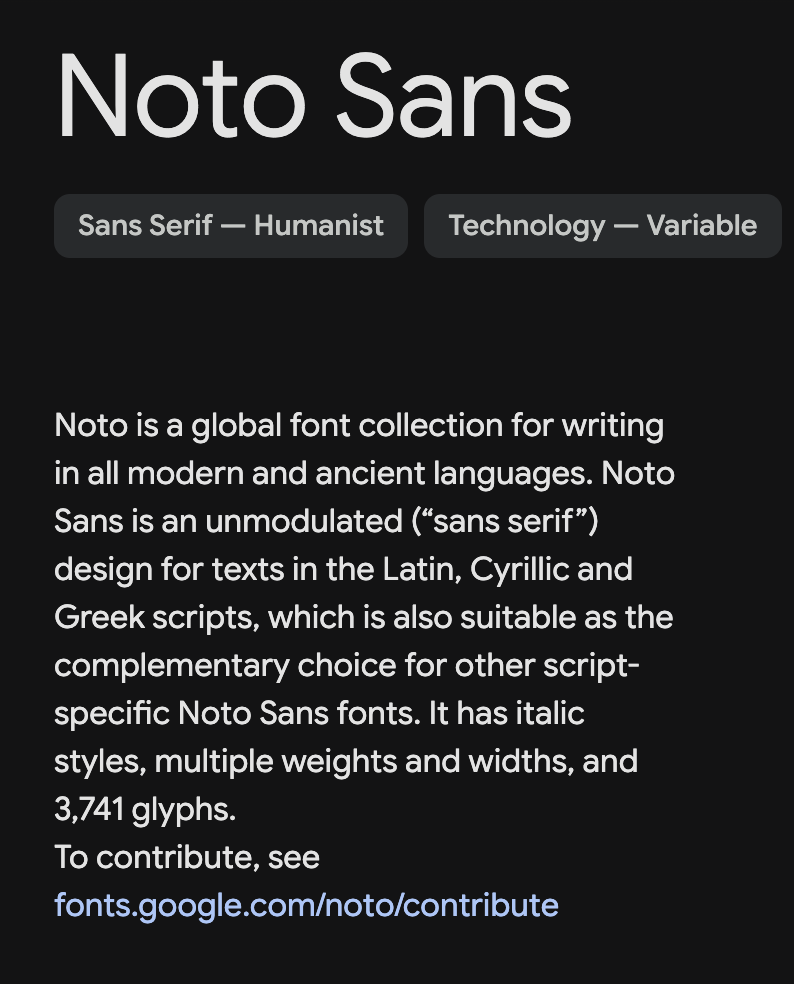 Noto Sans
Sans Serif — Humanist
Technology — Variable
Noto is a global font collection for writing
in all modern and ancient languages. Noto
Sans is an unmodulated (“sans serif”)
design for texts in the Latin, Cyrillic and
Greek scripts, which is also suitable as the
complementary choice for other script-
specific Noto Sans fonts. It has italic
styles, multiple weights and widths, and
3,741 glyphs.
To contribute, see
fonts.google.com/noto/contribute